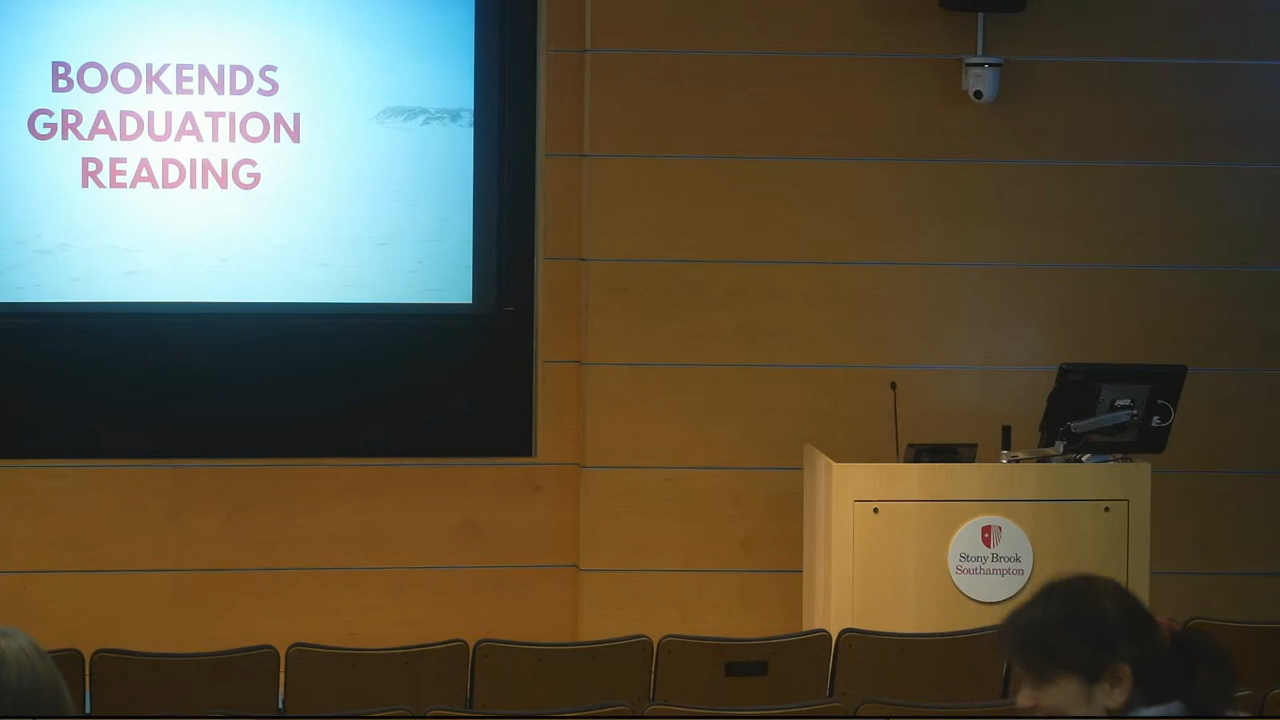 BOOKENDS
GRADUATION
READING
Stony Brook
Southampton